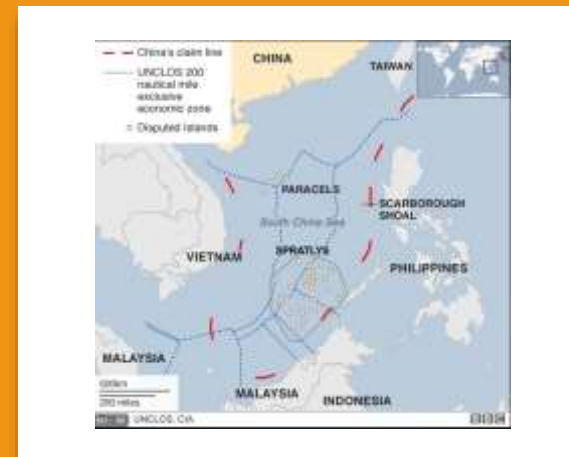 China's claim line
UNCLOS 200
nautical mile
exclusive
economic zone
Disputed islands
CHINA
TAIWAN
PARACELS
SCARBOROUGH
SHOAL
South China Sea
VIETNAM
SPRATLYS
PHILIPPINES
MALAYSIA
200 miles
MALAYSIA
INDONESIA
UNCLOS, CIA